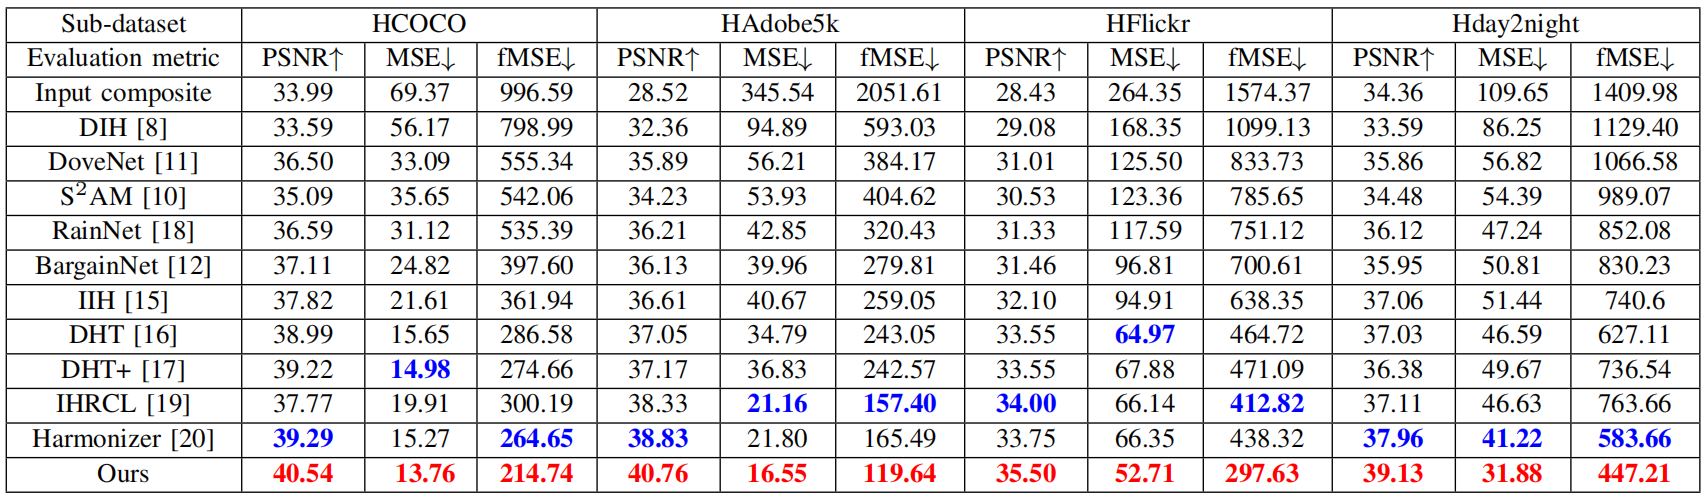 Sub-dataset HCOCO HAdobe5k HFlickr Hday2night
Evaluation metric PSNR↑ MSE↓ fMSE↓ PSNR↑ MSE↓ fMSE↓ PSNR↑ MSE↓ fMSE↓ PSNR↑ MSE↓ fMSE↓
Input composite 33.99 69.37 996.59 28.52 345.54 2051.61 28.43 264.35 1574.37 34.36 109.65 1409.98
DIH [8] 33.59 56.17 798.99 32.36 94.89 593.03 29.08 168.35 1099.13 33.59 86.25 1129.40
DoveNet [11] 36.50 33.09 555.34 35.89 56.21 384.17 31.01 125.50 833.73 35.86 56.82 1066.58
S²AM [10] 35.09 35.65 542.06 34.23 53.93 404.62 30.53 123.36 785.65 34.48 54.39 989.07
RainNet [18] 36.59 31.12 535.39 36.21 42.85 320.43 31.33 117.59 751.12 36.12 47.24 852.08
BargainNet [12] 37.11 24.82 397.60 36.13 39.96 279.81 31.46 96.81 700.61 35.95 50.81 830.23
IIH [15] 37.82 21.61 361.94 36.61 40.67 259.05 32.10 94.91 638.35 37.06 51.44 740.6
DHT [16] 38.99 15.65 286.58 37.05 34.79 243.05 33.55 64.97 464.72 37.03 46.59 627.11
DHT+ [17] 39.22 14.98 274.66 37.17 36.83 242.57 33.55 67.88 471.09 36.38 49.67 736.54
IHRCL [19] 37.77 19.91 300.19 38.33 21.16 157.40 34.00 66.14 412.82 37.11 46.63 763.66
Harmonizer [20] 39.29 15.27 264.65 38.83 21.80 165.49 33.75 66.35 438.32 37.96 41.22 583.66
Ours 40.54 13.76 214.74 40.76 16.55 119.64 35.50 52.71 297.63 39.13 31.88 447.21